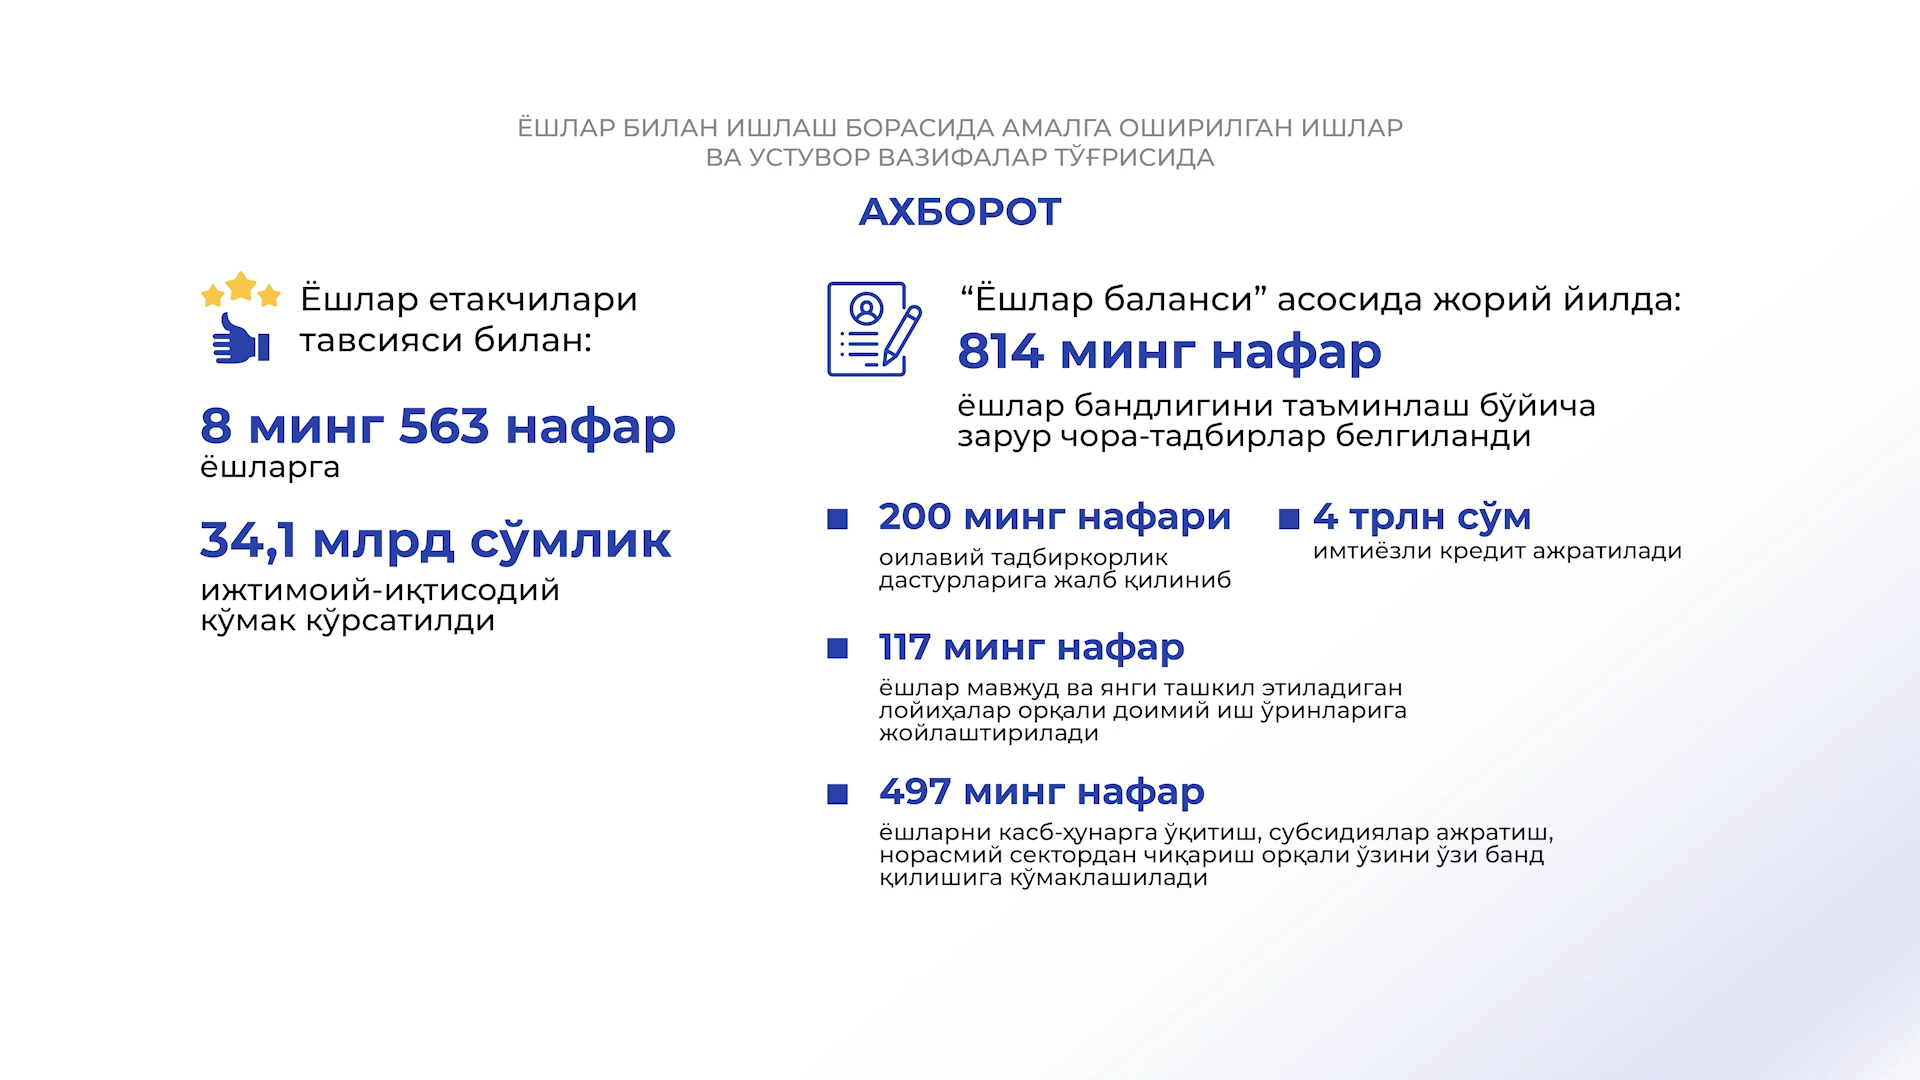 ЁШЛАР БИЛАН ИШЛАШ БОРАСИДА АМАЛГА ОШИРИЛГАН ИШЛАР
ВА УСТУВОР ВАЗИФАЛАР ТЎҒРИСИДА
АХБОРОТ
Ёшлар етакчилари
тавсияси билан:
8 минг 563 нафар
ёшларга
34,1 млрд сўмлик
ижтимоий-иқтисодий
кўмак кўрсатилди
“Ёшлар баланси” асосида жорий йилда:
814 минг нафар
ёшлар бандлигини таъминлаш бўйича
зарур чора-тадбирлар белгиланди
200 минг нафари
оилавий тадбиркорлик
дастурларига жалб қилиниб
4 трлн сўм
имтиёзли кредит ажратилади
117 минг нафар
ёшлар мавжуд ва янги ташкил этиладиган
лойиҳалар орқали доимий иш ўринларига
жойлаштирилади
497 минг нафар
ёшларни касб-ҳунарга ўқитиш, субсидиялар ажратиш,
норасмий сектордан чиқариш орқали ўзини ўзи банд
қилишига кўмаклашилади